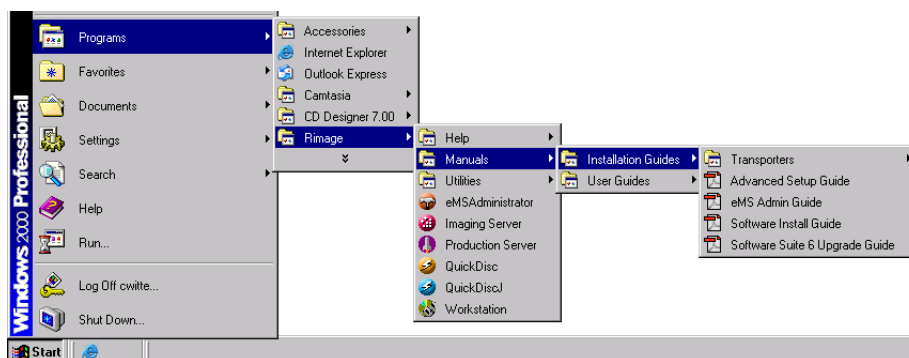 Windows 2000 Professional
Programs
Favorites
Documents
Settings
Search
Help
Run...
Log Off cwitte...
Shut Down...
Start
Accessories
Internet Explorer
Outlook Express
Camtasia
CD Designer 7.00
Rimage
Help
Manuals
Utilities
eMSAdministrator
Imaging Server
Production Server
QuickDisc
QuickDiscJ
Workstation
Installation Guides
User Guides
Transporters
Advanced Setup Guide
eMS Admin Guide
Software Install Guide
Software Suite 6 Upgrade Guide